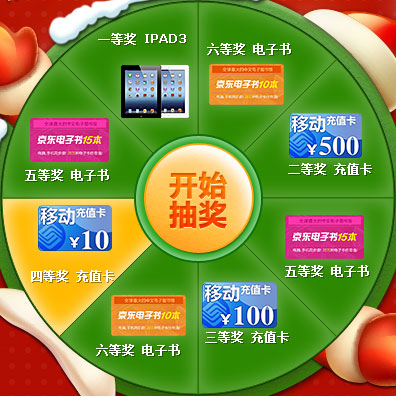 一等奖 IPAD3
六等奖 电子书
京东电子书10本
移动充值卡
¥500
二等奖 充值卡
京东电子书15本
五等奖 电子书
移动充值卡
¥100
三等奖 充值卡
京东电子书10本
六等奖 电子书
移动充值卡
¥10
四等奖 充值卡
京东电子书15本
五等奖 电子书
开始
抽奖